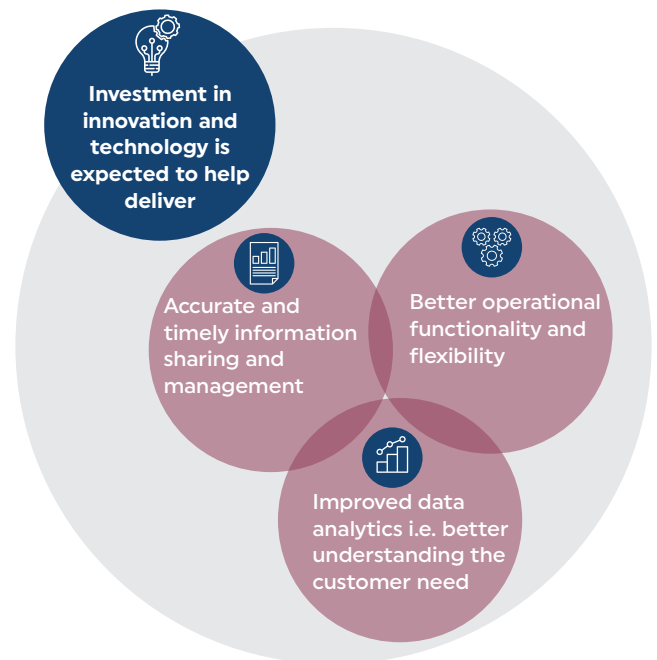 Investment in
innovation and
technology is
expected to help
deliver
Accurate and
timely information
sharing and
management
Better operational
functionality and
flexibility
Improved data
analytics i.e. better
understanding the
customer need